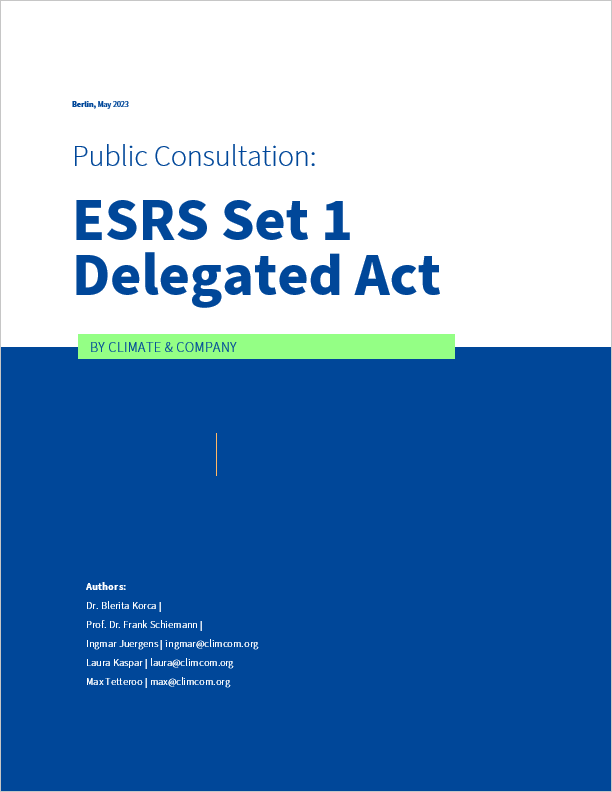 Berlin, May 2023
Public Consultation:
ESRS Set 1
Delegated Act
BY CLIMATE & COMPANY
Authors:
Dr. Blerita Korca |
Prof. Dr. Frank Schiemann |
Ingmar Juergens | ingmar@climcom.org
Laura Kaspar | laura@climcom.org
Max Tetteroo | max@climcom.org